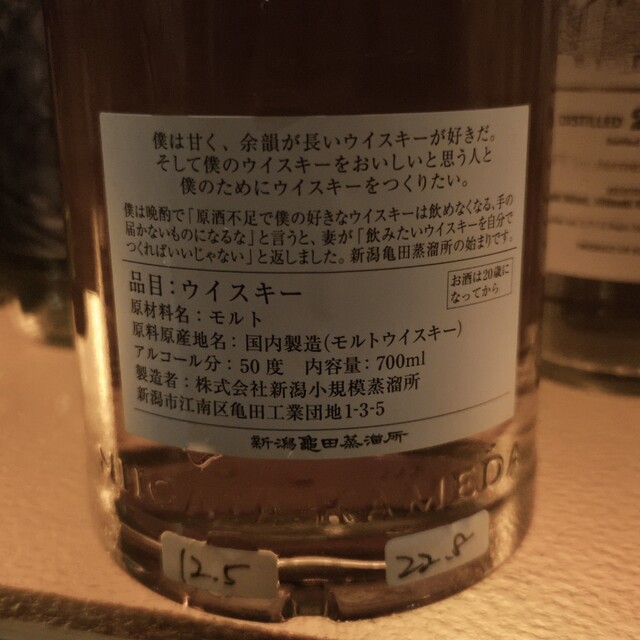 僕は甘く、余韻が長いウイスキーが好きだ。
そして僕のウイスキーをおいしいと思う人と
僕のためにウイスキーをつくりたい。
僕は晩酌で「原酒不足で僕の好きなウイスキーは飲めなくなる、手の
届かないものになるな」と言うと、妻が「飲みたいウイスキーを自分で
つくればいいじゃない」と返しました。新潟亀田蒸溜所の始まりです。
品目：ウイスキー
お酒は20歳に
なってから
原材料名：モルト
原料原産地名：国内製造(モルトウイスキー)
アルコール分：50度 内容量：700ml
製造者：株式会社新潟小規模蒸溜所
新潟市江南区亀田工業団地1-3-5
新潟亀田蒸溜所
NIIGATA KAMEDA
12.5
22.8
DISTILLED